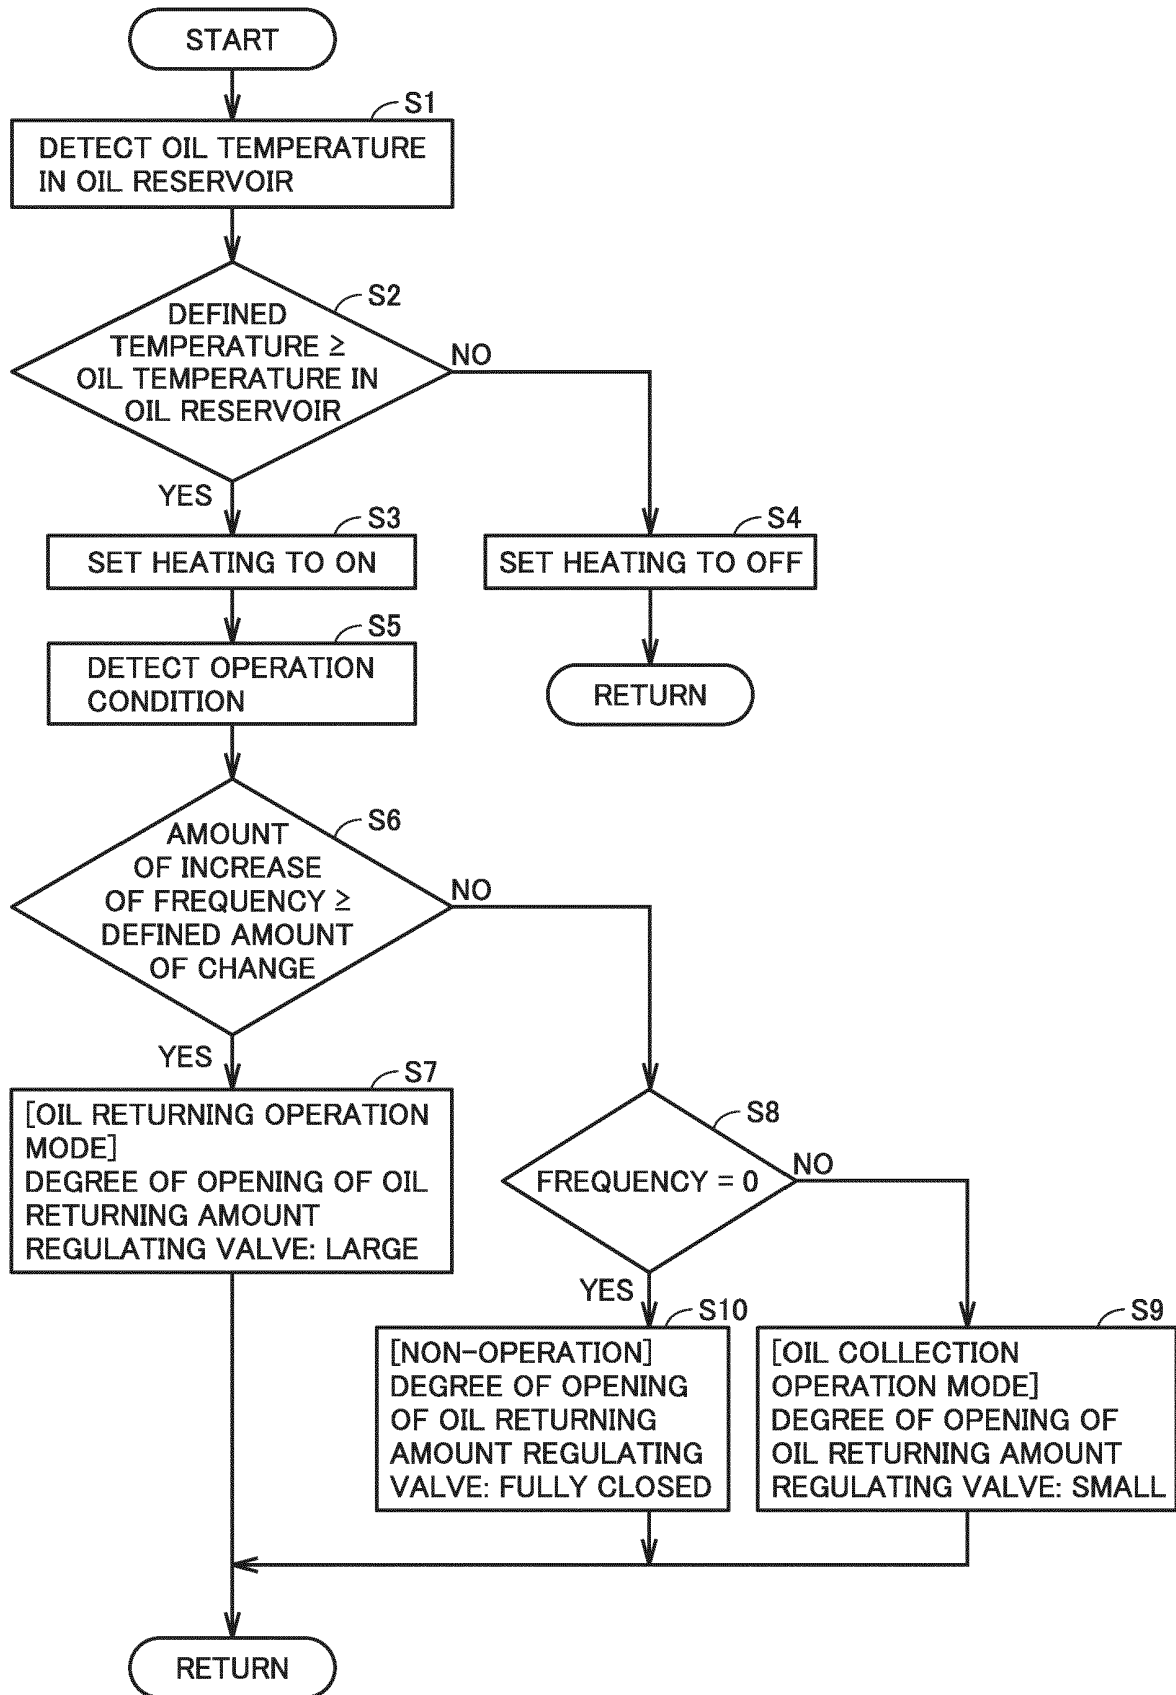 START
S1
DETECT OIL TEMPERATURE
IN OIL RESERVOIR
S2
DEFINED
TEMPERATURE ≥
OIL TEMPERATURE IN
OIL RESERVOIR
NO
YES
S3
SET HEATING TO ON
S4
SET HEATING TO OFF
S5
DETECT OPERATION
CONDITION
RETURN
S6
AMOUNT
OF INCREASE
OF FREQUENCY ≥
DEFINED AMOUNT
OF CHANGE
NO
YES
S7
[OIL RETURNING OPERATION
MODE]
DEGREE OF OPENING OF OIL
RETURNING AMOUNT
REGULATING VALVE: LARGE
S8
FREQUENCY = 0
NO
YES
S10
[NON-OPERATION]
DEGREE OF OPENING
OF OIL RETURNING
AMOUNT REGULATING
VALVE: FULLY CLOSED
S9
[OIL COLLECTION
OPERATION MODE]
DEGREE OF OPENING OF
OIL RETURNING AMOUNT
REGULATING VALVE: SMALL
RETURN